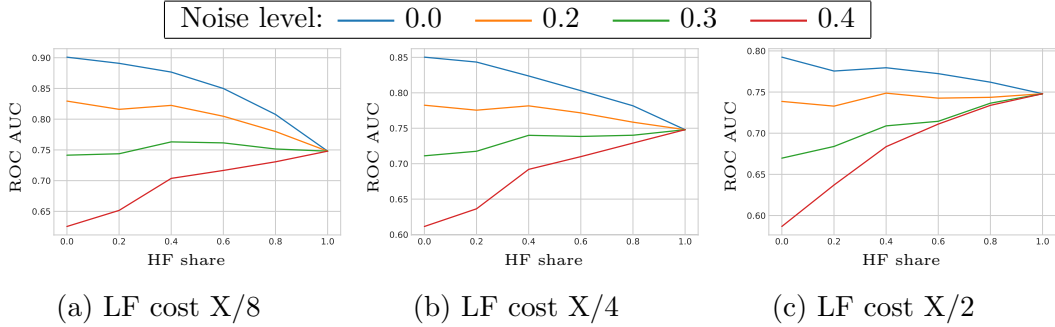 Noise level: 0.0 0.2 0.3 0.4
ROC AUC
0.90
0.85
0.80
0.75
0.70
0.65
0.0 0.2 0.4 0.6 0.8 1.0
HF share
(a) LF cost X/8
ROC AUC
0.85
0.80
0.75
0.70
0.65
0.60
0.0 0.2 0.4 0.6 0.8 1.0
HF share
(b) LF cost X/4
ROC AUC
0.80
0.75
0.70
0.65
0.60
0.0 0.2 0.4 0.6 0.8 1.0
HF share
(c) LF cost X/2